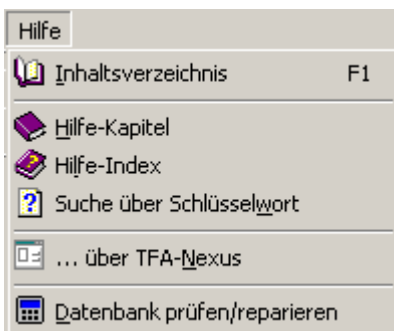 Hilfe
Inhaltsverzeichnis F1
Hilfe-Kapitel
Hilfe-Index
Suche über Schlüsselwort
... über TFA-Nexus
Datenbank prüfen/reparieren